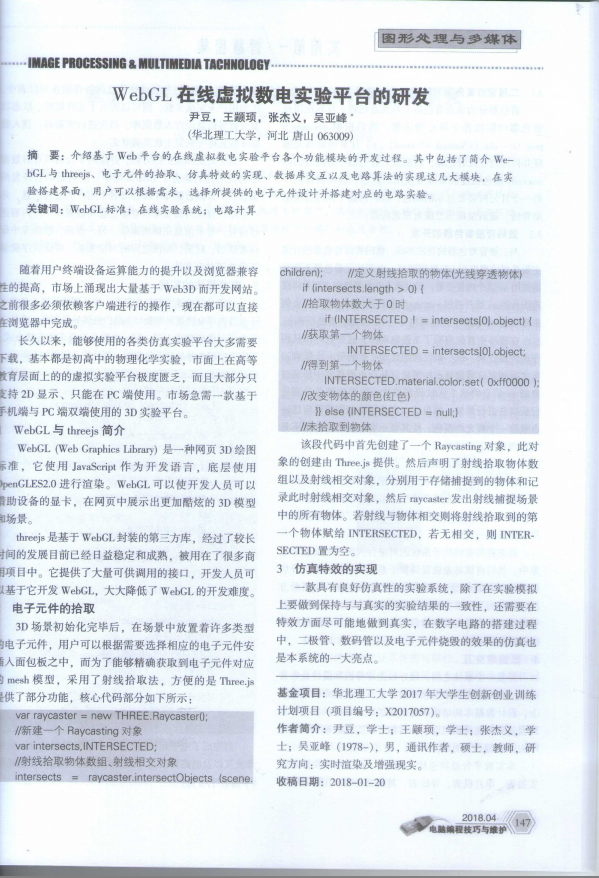 图形处理与多媒体
IMAGE PROCESSING & MULTIMEDIA TACHNOLOGY
WebGL 在线虚拟数电实验平台的研发
尹豆，王颛顼，张杰义，吴亚峰*
(华北理工大学，河北 唐山 063009)
摘 要：介绍基于 Web 平台的在线虚拟数电实验平台各个功能模块的开发过程。其中包括了简介 We-
bGL 与 threejs、电子元件的拾取、仿真特效的实现、数据库交互以及电路算法的实现这几大模块，在实
验搭建界面，用户可以根据需求，选择所提供的电子元件设计并搭建对应的电路实验。
关键词：WebGL 标准；在线实验系统；电路计算
随着用户终端设备运算能力的提升以及浏览器兼容
性的提高，市场上涌现出大量基于 Web3D 而开发网站。
之前很多必须依赖客户端进行的操作，现在都可以直接
在浏览器中完成。
长久以来，能够使用的各类仿真实验平台大多需要
下载，基本都是初高中的物理化学实验，市面上在高等
教育层面上的的虚拟实验平台极度匮乏，而且大部分只
支持 2D 显示、只能在 PC 端使用。市场急需一款基于
手机端与 PC 端双端使用的 3D 实验平台。
WebGL 与 threejs 简介
WebGL (Web Graphics Library) 是一种网页 3D 绘图
标准，它使用 JavaScript 作为开发语言，底层使用
OpenGLES2.0 进行渲染。WebGL 可以使开发人员可以
借助设备的显卡，在网页中展示出更加酷炫的 3D 模型
和场景。
threejs 是基于 WebGL 封装的第三方库，经过了较长
时间的发展目前已经日益稳定和成熟，被用在了很多商
用项目中。它提供了大量可供调用的接口，开发人员可
以基于它开发 WebGL，大大降低了 WebGL 的开发难度。
电子元件的拾取
3D 场景初始化完毕后，在场景中放置着许多类型
的电子元件，用户可以根据需要选择相应的电子元件安
插入面包板之中，而为了能够精确获取到电子元件对应
的 mesh 模型，采用了射线拾取法，方便的是 Three.js
提供了部分功能，核心代码部分如下所示：
var raycaster = new THREE.Raycaster();
//新建一个 Raycasting 对象
var intersects,INTERSECTED;
//射线拾取物体数组、射线相交对象
intersects = raycaster.intersectObjects (scene.
children); //定义射线拾取的物体(光线穿透物体)
if (intersects.length > 0) {
//拾取物体数大于 0 时
if (INTERSECTED ! = intersects[0].object) {
//获取第一个物体
INTERSECTED = intersects[0].object;
//得到第一个物体
INTERSECTED.material.color.set( 0xff0000 );
//改变物体的颜色(红色)
}} else {INTERSECTED = null;}
//未拾取到物体
该段代码中首先创建了一个 Raycasting 对象，此对
象的创建由 Three.js 提供。然后声明了射线拾取物体数
组以及射线相交对象，分别用于存储捕捉到的物体和记
录此时射线相交对象，然后 raycaster 发出射线捕捉场景
中的所有物体。若射线与物体相交则将射线拾取到的第
一个物体赋给 INTERSECTED，若无相交，则 INTER-
SECTED 置为空。
3 仿真特效的实现
一款具有良好仿真性的实验系统，除了在实验模拟
上要做到保持与与真实的实验结果的一致性，还需要在
特效方面尽可能地做到真实，在数字电路的搭建过程
中，二极管、数码管以及电子元件烧毁的效果的仿真也
是本系统的一大亮点。
基金项目：华北理工大学 2017 年大学生创新创业训练
计划项目（项目编号：X2017057）。
作者简介：尹豆，学士；王颛顼，学士；张杰义，学
士；吴亚峰（1978-），男，通讯作者，硕士，教师，研
究方向：实时渲染及增强现实。
收稿日期：2018-01-20
2018.04
电脑编程技巧与维护
147